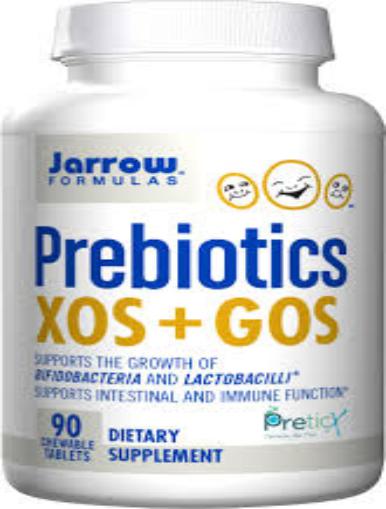 Jarrow
FORMULAS
Prebiotics
XOS + GOS
SUPPORTS THE GROWTH OF
BIFIDOBACTERIA AND LACTOBACILLI*
SUPPORTS INTESTINAL AND IMMUNE FUNCTION*
90
CHEWABLE
TABLETS
DIETARY
SUPPLEMENT
PreticX